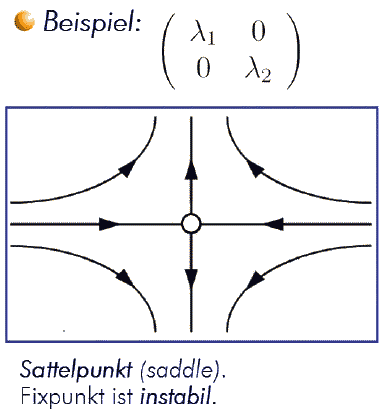 Beispiel:
λ₁ 0
0 λ₂
Sattelpunkt (saddle).
Fixpunkt ist instabil.